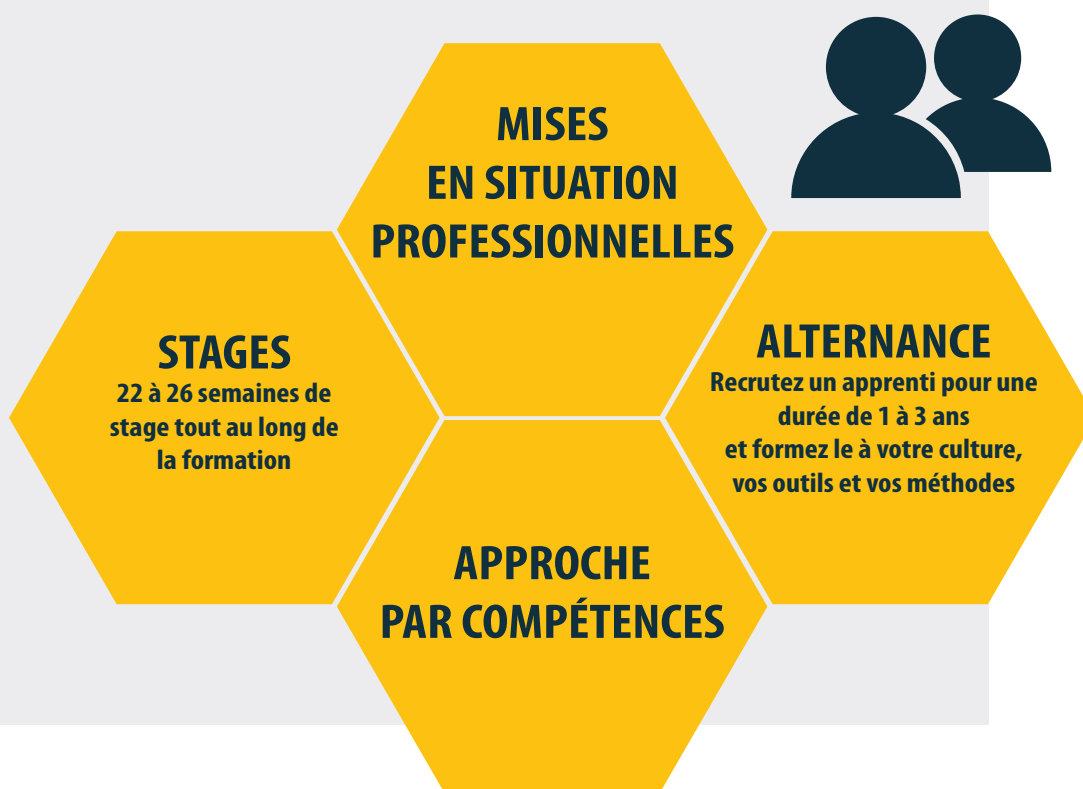 MISES
EN SITUATION
PROFESSIONNELLES
STAGES
22 à 26 semaines de
stage tout au long de
la formation
ALTERNANCE
Recrutez un apprenti pour une
durée de 1 à 3 ans
et formez le à votre culture,
vos outils et vos méthodes
APPROCHE
PAR COMPÉTENCES